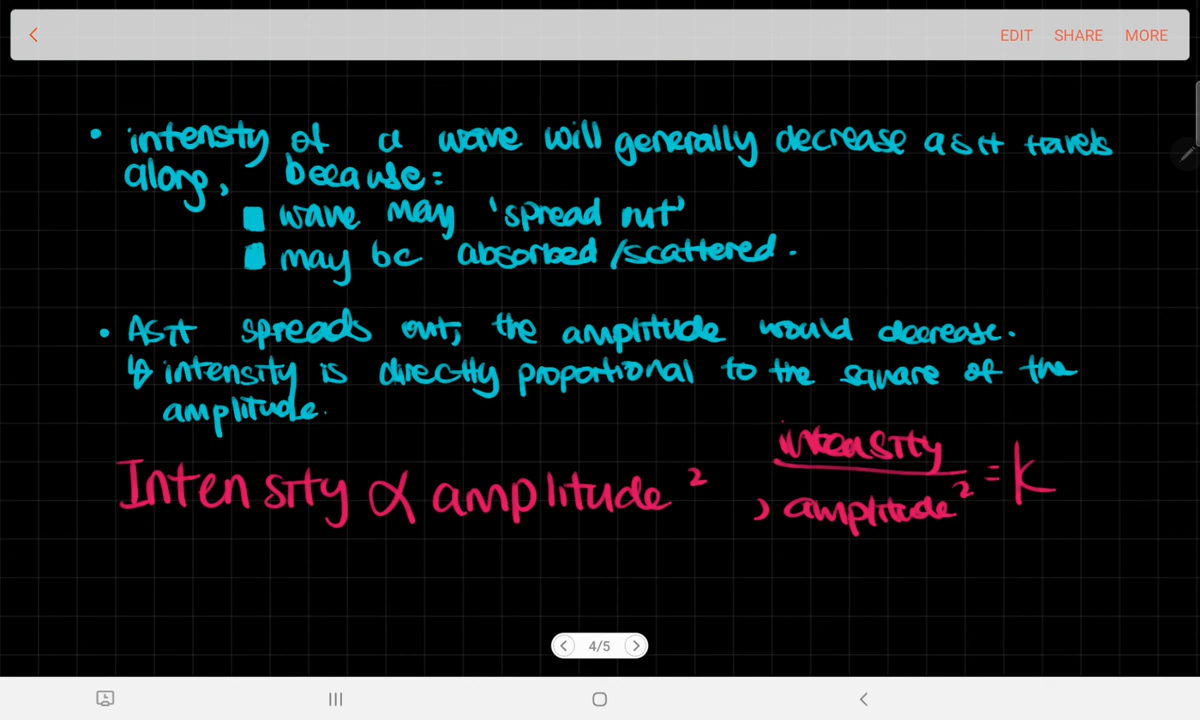 EDIT SHARE MORE
• intensity of a wave will generally decrease as it travels
along, because:
■ wave may 'spread out'
■ may be absorbed/scattered.
• As it spreads out, the amplitude would decrease.
↳ intensity is directly proportional to the square of the
amplitude.
Intensity ∝ amplitude², intensity/amplitude² = k
4/5